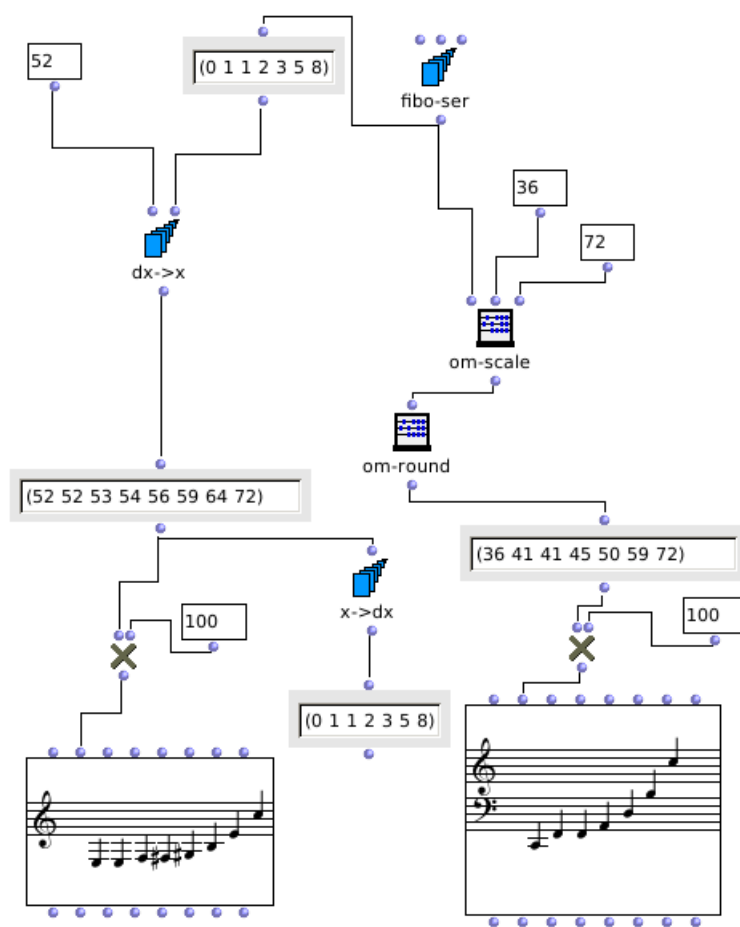 52
(0 1 1 2 3 5 8)
fibo-ser
36
72
dx->x
om-scale
om-round
(52 52 53 54 56 59 64 72)
(36 41 41 45 50 59 72)
x->dx
100
100
(0 1 1 2 3 5 8)